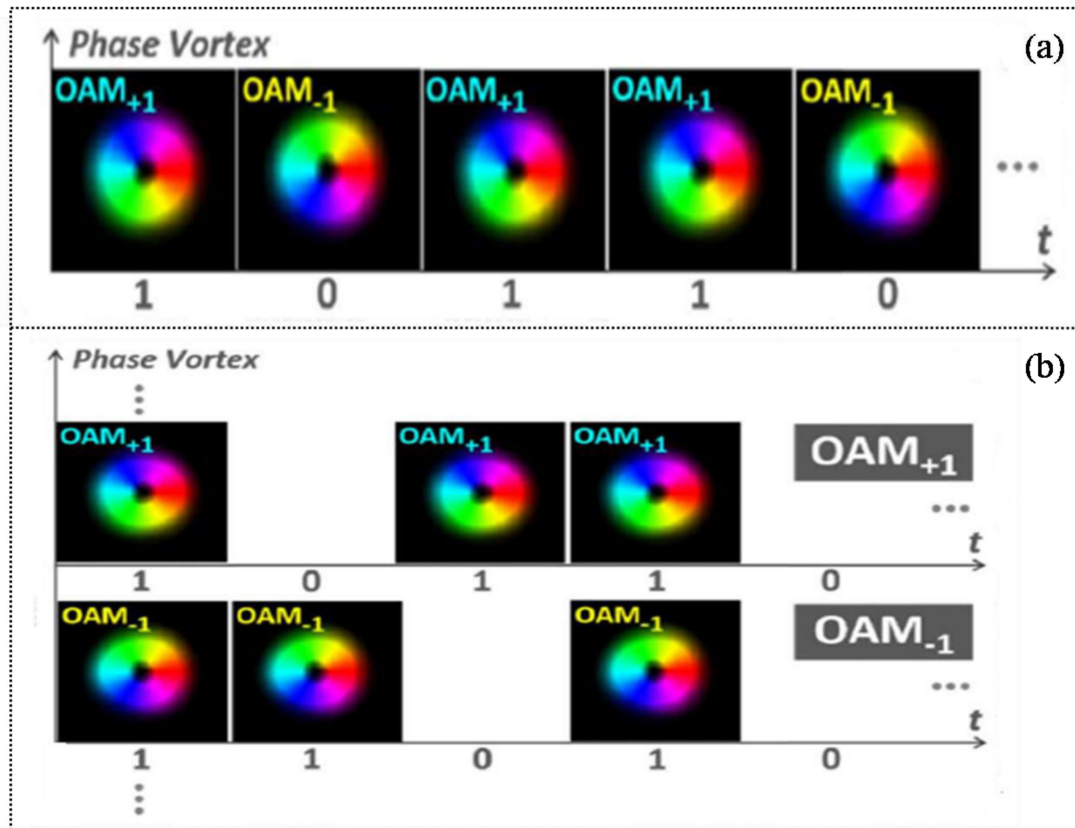 Phase Vortex
(a)
OAM+1 OAM-1 OAM+1 OAM+1 OAM-1
...
t
1 0 1 1 0
Phase Vortex
(b)
OAM+1 OAM+1 OAM+1 OAM+1
...
t
1 0 1 1 0
OAM-1 OAM-1 OAM-1 OAM-1
...
t
1 1 0 1 0